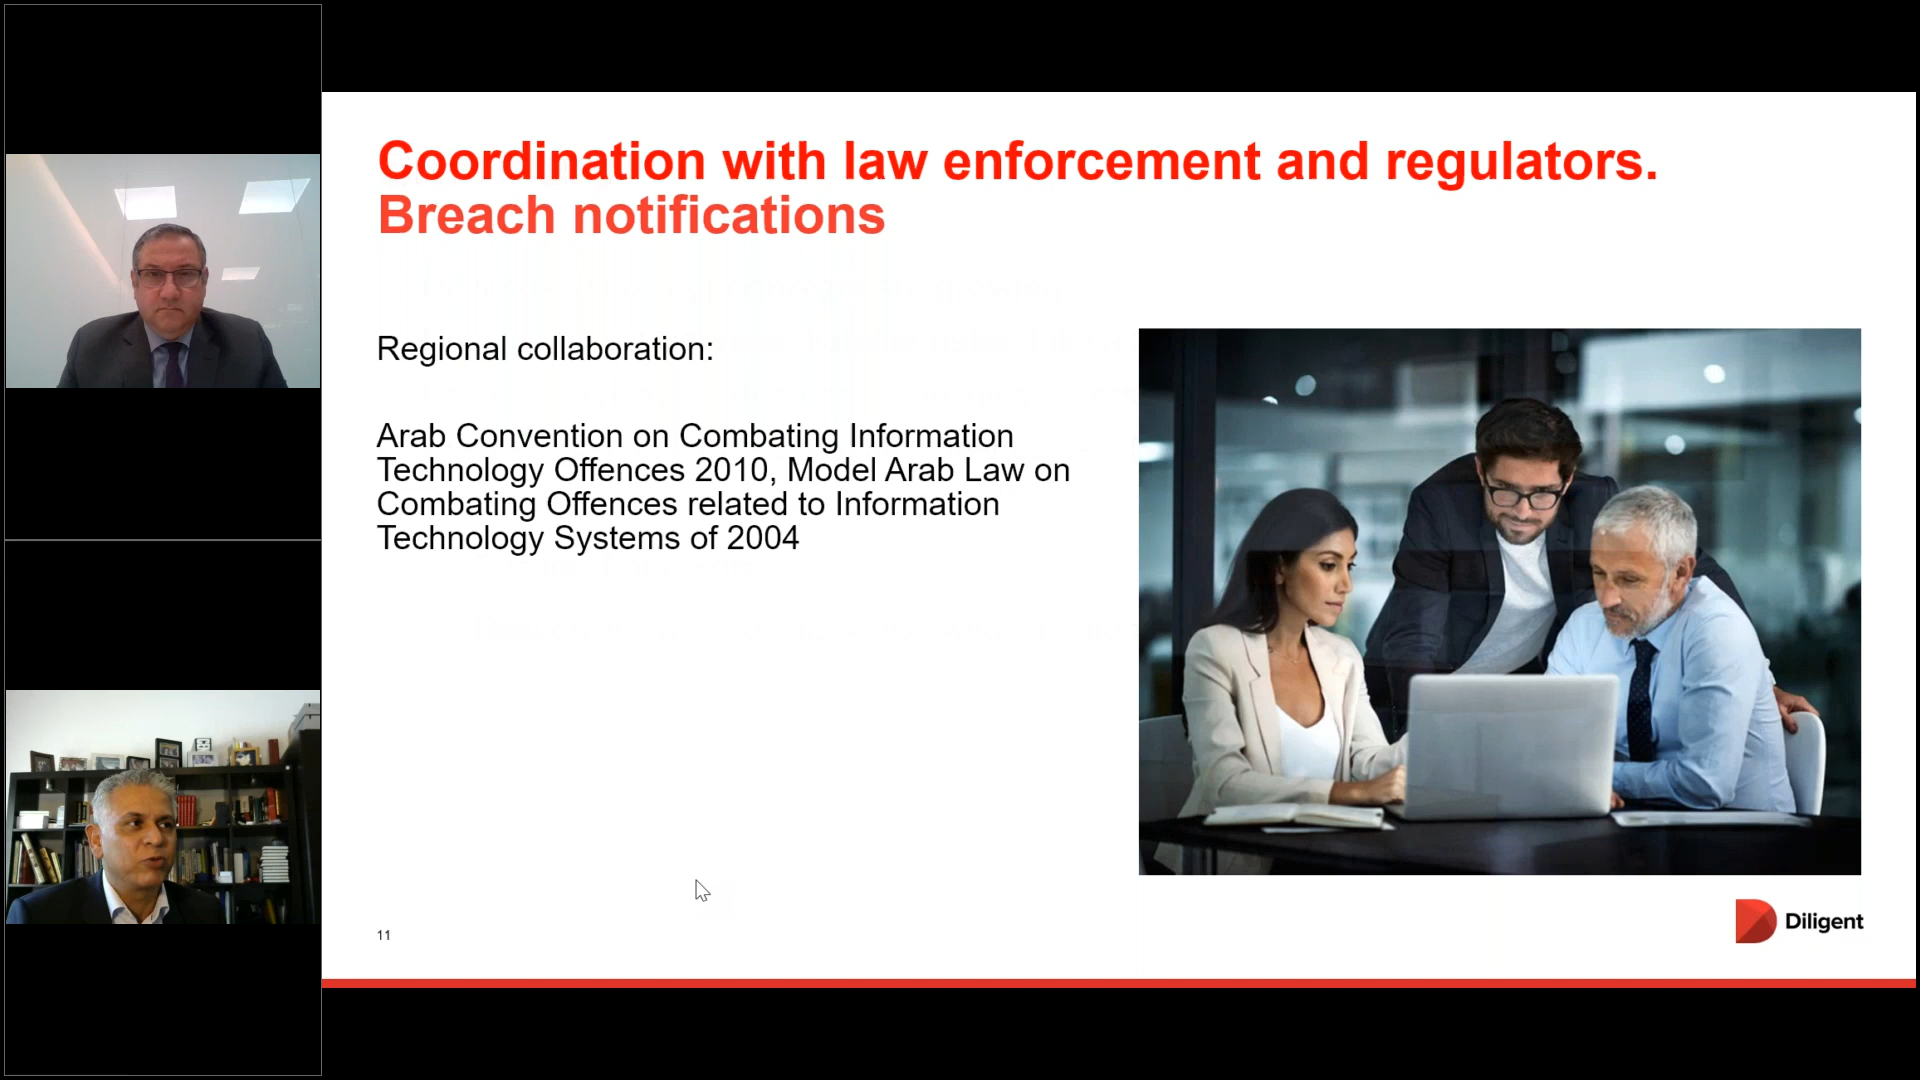 Coordination with law enforcement and regulators.
Breach notifications
Regional collaboration:
Arab Convention on Combating Information
Technology Offences 2010, Model Arab Law on
Combating Offences related to Information
Technology Systems of 2004
11
Diligent